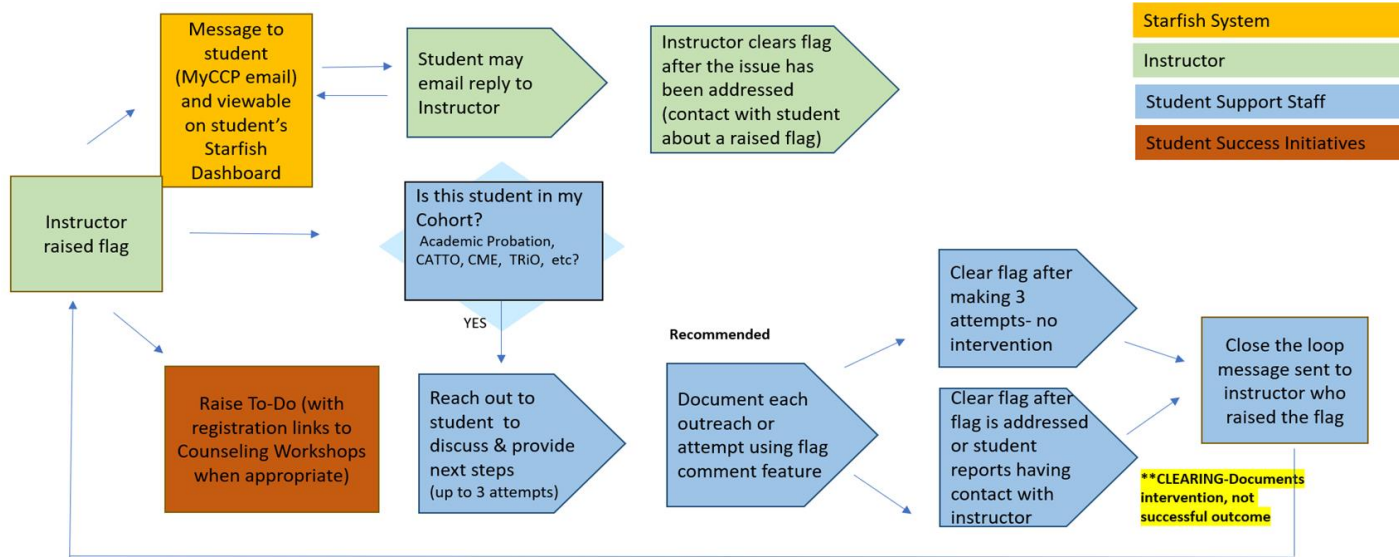 Message to
student
(MyCCP email)
and viewable
on student's
Starfish
Dashboard
Student may
email reply to
Instructor
Instructor clears flag
after the issue has
been addressed
(contact with student
about a raised flag)
Starfish System
Instructor
Student Support Staff
Student Success Initiatives
Instructor
raised flag
Is this student in my
Cohort?
Academic Probation,
CATTO, CME, TRiO, etc?
YES
Raise To-Do (with
registration links to
Counseling Workshops
when appropriate)
Reach out to
student to
discuss & provide
next steps
(up to 3 attempts)
Recommended
Document each
outreach or
attempt using flag
comment feature
Clear flag after
making 3
attempts- no
intervention
Clear flag after
flag is addressed
or student
reports having
contact with
instructor
Close the loop
message sent to
instructor who
raised the flag
**CLEARING-Documents
intervention, not
successful outcome